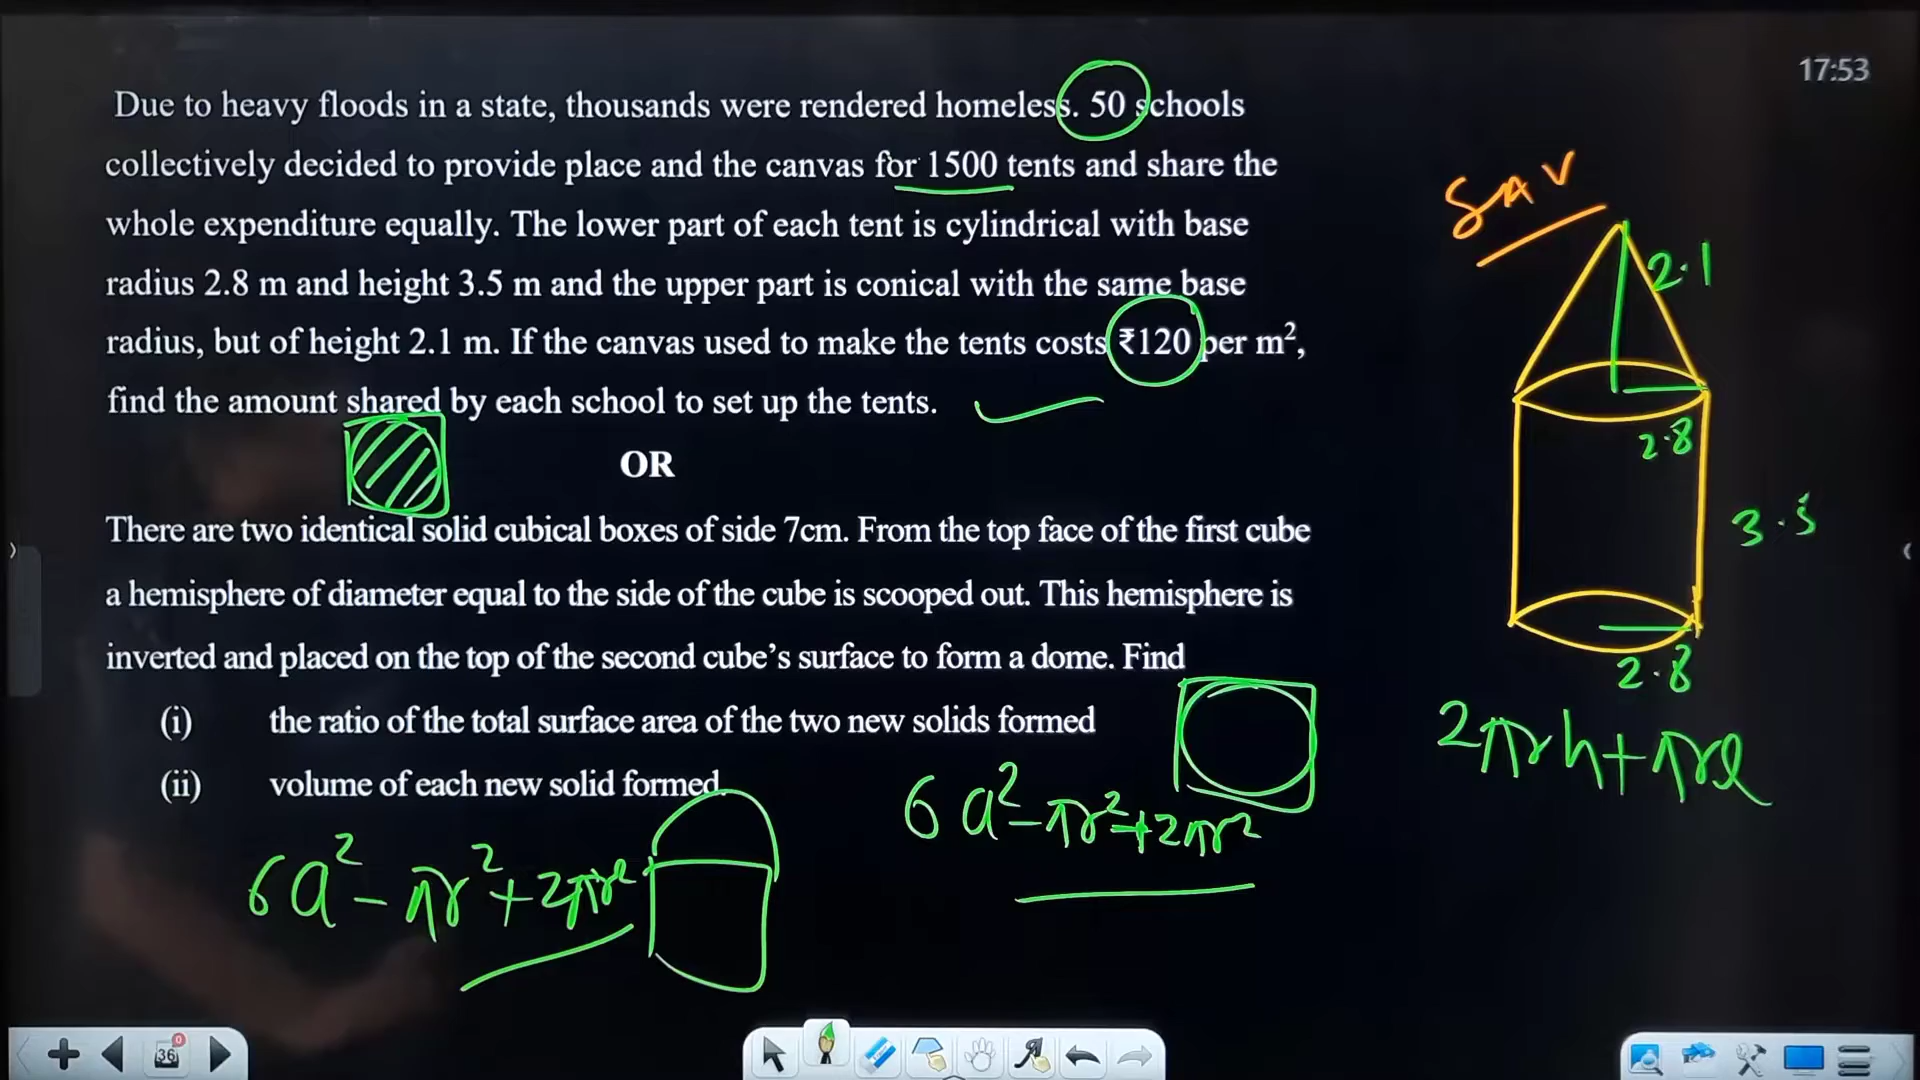 17:53
Due to heavy floods in a state, thousands were rendered homeless. 50 schools
collectively decided to provide place and the canvas for 1500 tents and share the
whole expenditure equally. The lower part of each tent is cylindrical with base
radius 2.8 m and height 3.5 m and the upper part is conical with the same base
radius, but of height 2.1 m. If the canvas used to make the tents costs ₹120 per m²,
find the amount shared by each school to set up the tents.
OR
There are two identical solid cubical boxes of side 7cm. From the top face of the first cube
a hemisphere of diameter equal to the side of the cube is scooped out. This hemisphere is
inverted and placed on the top of the second cube's surface to form a dome. Find
(i) the ratio of the total surface area of the two new solids formed
(ii) volume of each new solid formed.
6a² - πr² + 2πr²
6a² - πr² + 2πr²
SAV
2.1
2.8
3.5
2.8
2πrh + πrl
36
0